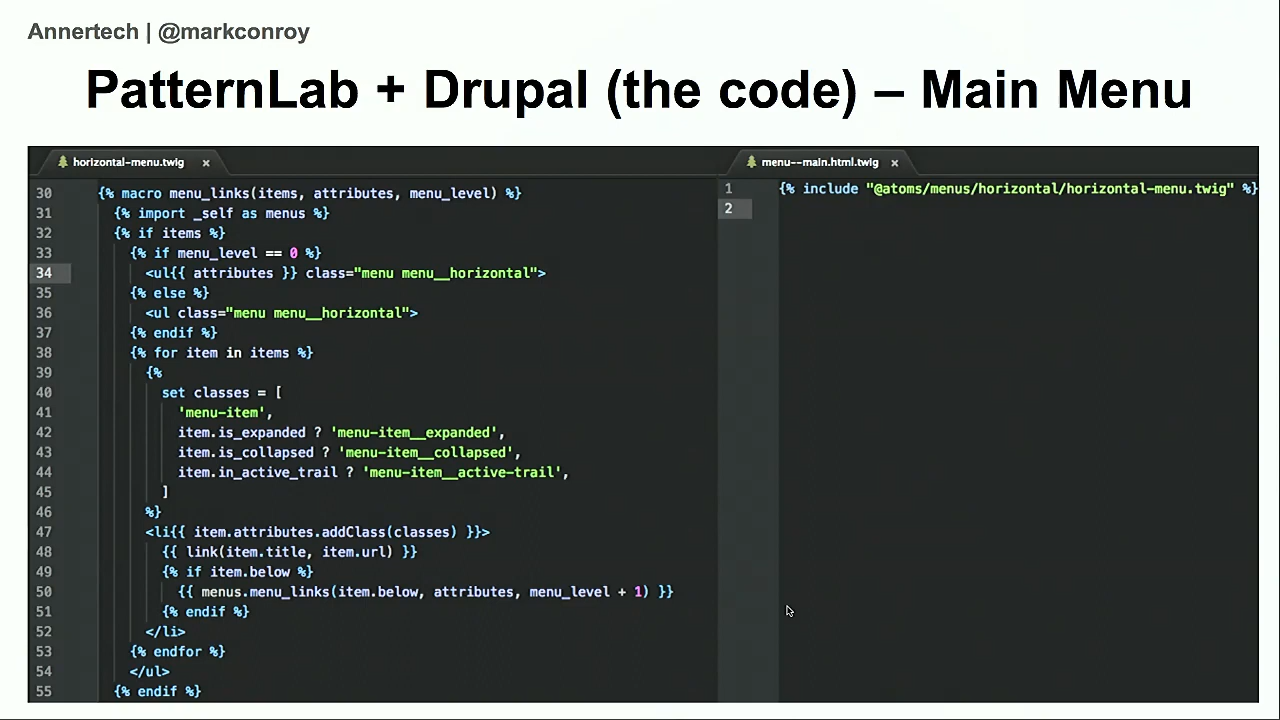 Annertech | @markconroy
PatternLab + Drupal (the code) – Main Menu
horizontal-menu.twig ×
30 {% macro menu_links(items, attributes, menu_level) %}
31 {% import _self as menus %}
32 {% if items %}
33 {% if menu_level == 0 %}
34 <ul{{ attributes }} class="menu menu__horizontal">
35 {% else %}
36 <ul class="menu menu__horizontal">
37 {% endif %}
38 {% for item in items %}
39 {%
40 set classes = [
41 'menu-item',
42 item.is_expanded ? 'menu-item__expanded',
43 item.is_collapsed ? 'menu-item__collapsed',
44 item.in_active_trail ? 'menu-item__active-trail',
45 ]
46 %}
47 <li{{ item.attributes.addClass(classes) }}>
48 {{ link(item.title, item.url) }}
49 {% if item.below %}
50 {{ menus.menu_links(item.below, attributes, menu_level + 1) }}
51 {% endif %}
52 </li>
53 {% endfor %}
54 </ul>
55 {% endif %}
menu--main.html.twig ×
1 {% include "@atoms/menus/horizontal/horizontal-menu.twig" %}
2